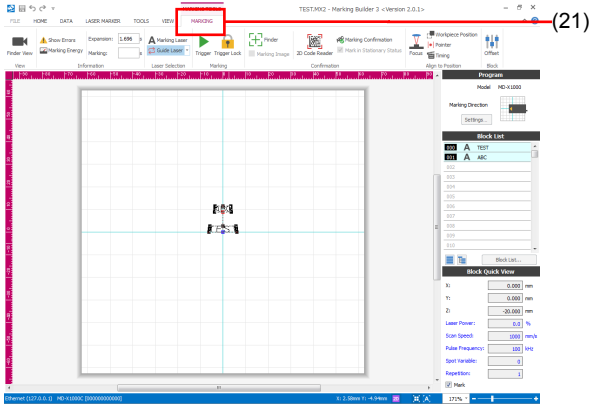 TEST.MX2 - Marking Builder 3 <Version 2.0.1>
(21)
FILE HOME DATA LASER MARKER TOOLS VIEW MARKING
Finder View
Show Errors
Marking Energy
Expansion: 1.696
Marking:
Marking Laser
Guide Laser
Trigger
Trigger Lock
Finder
Marking Image
2D Code Reader
Marking Confirmation
Mark in Stationary Status
Focus
Workpiece Position
Pointer
Timing
Offset
View Information Laser Selection Marking Confirmation Align to Position Block
Program
Model MD-X1000
Marking Direction
Settings...
Block List
000 A TEST
001 A ABC
002
003
004
005
006
007
008
009
010
Block List...
Block Quick View
X: 0.000 mm
Y: 0.000 mm
Z: -20.000 mm
Laser Power: 0.0 %
Scan Speed: 1000 mm/s
Pulse Frequency: 100 kHz
Spot Variable: 0
Repetition: 1
Mark
Ethernet (127.0.0.1) MD-X1000C [000000000000]
X: 2.58mm Y: -4.94mm
171%